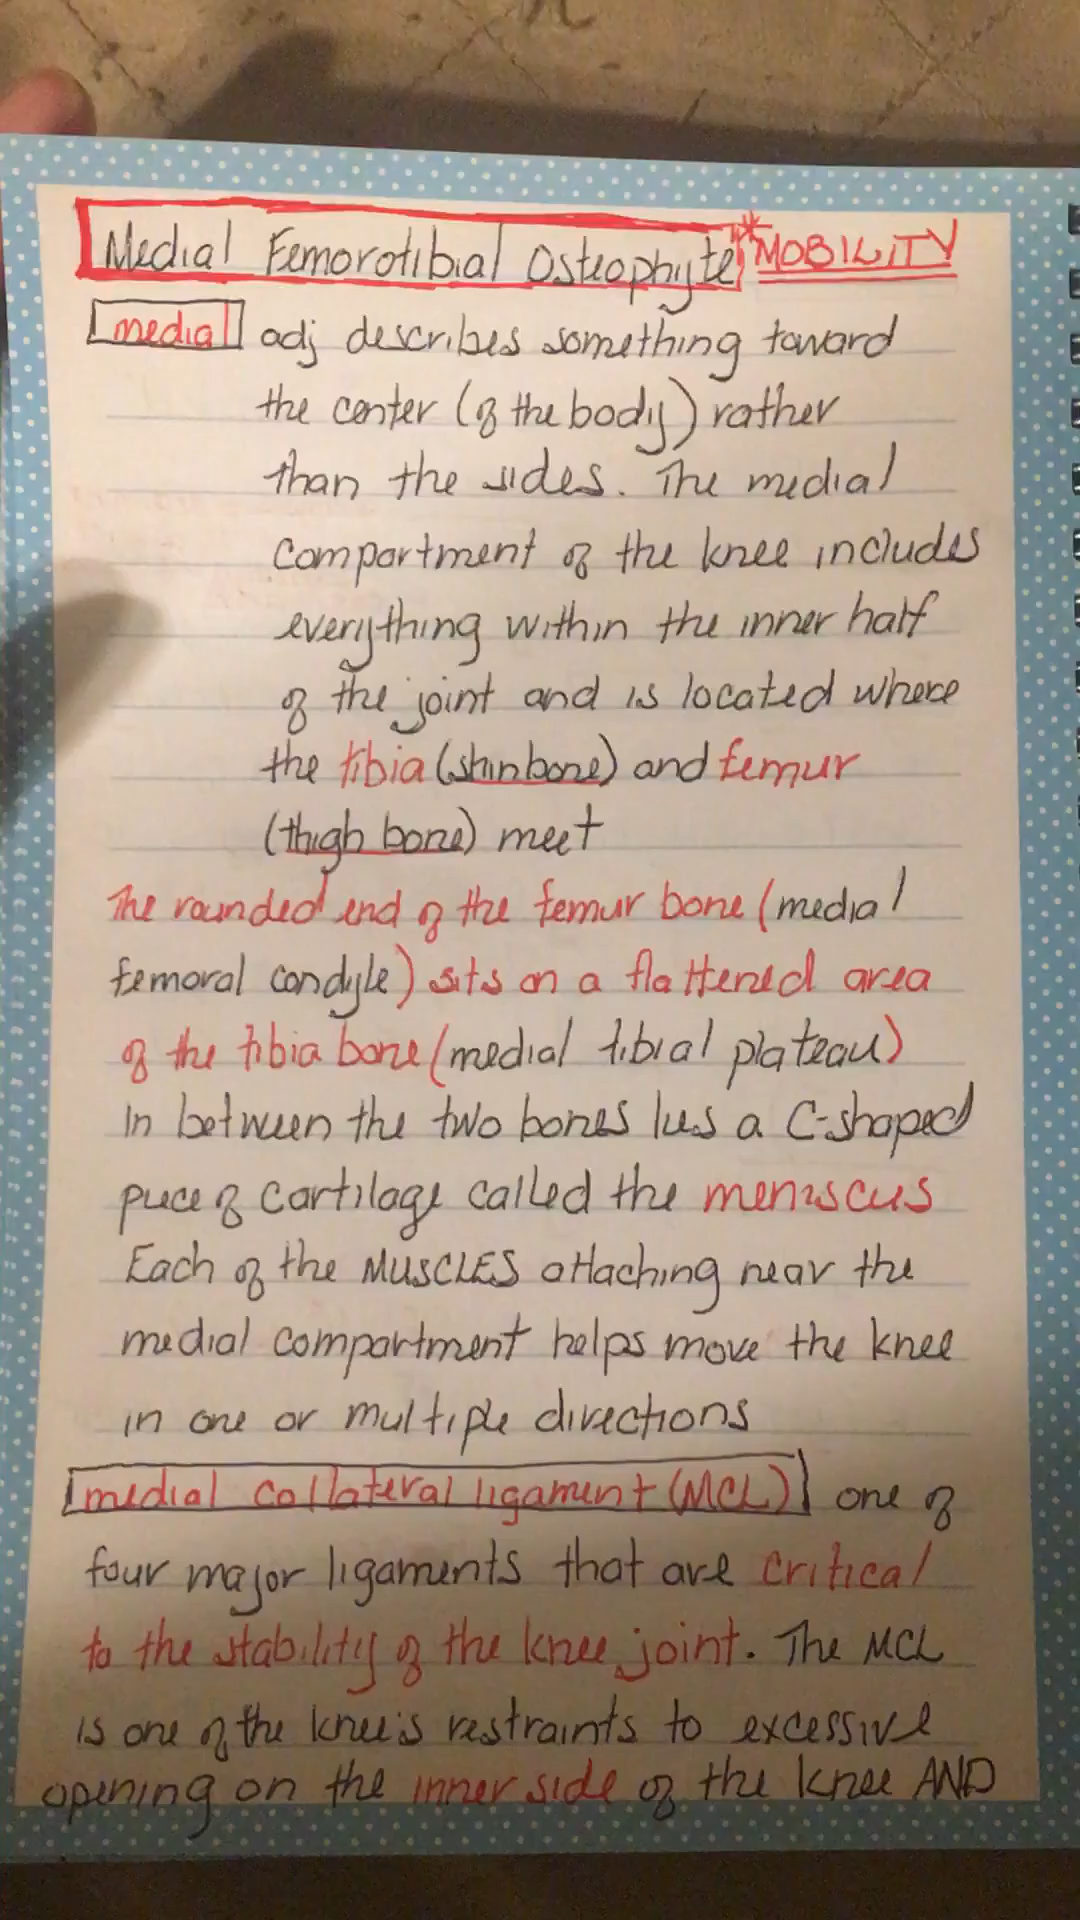 Medial Femorotibial Osteophyte *MOBILITY
medial adj describes something toward
the center (of the body) rather
than the sides. The medial
compartment of the knee includes
everything within the inner half
of the joint and is located where
the tibia (shinbone) and femur
(thigh bone) meet
The rounded end of the femur bone (medial
femoral condyle) sits on a flattened area
of the tibia bone (medial tibial plateau)
In between the two bones lies a C-shaped
piece of cartilage called the meniscus
Each of the MUSCLES attaching near the
medial compartment helps move the knee
in one or multiple directions
medial collateral ligament (MCL) one of
four major ligaments that are critical
to the stability of the knee joint. The MCL
is one of the knee's restraints to excessive
opening on the inner side of the knee AND